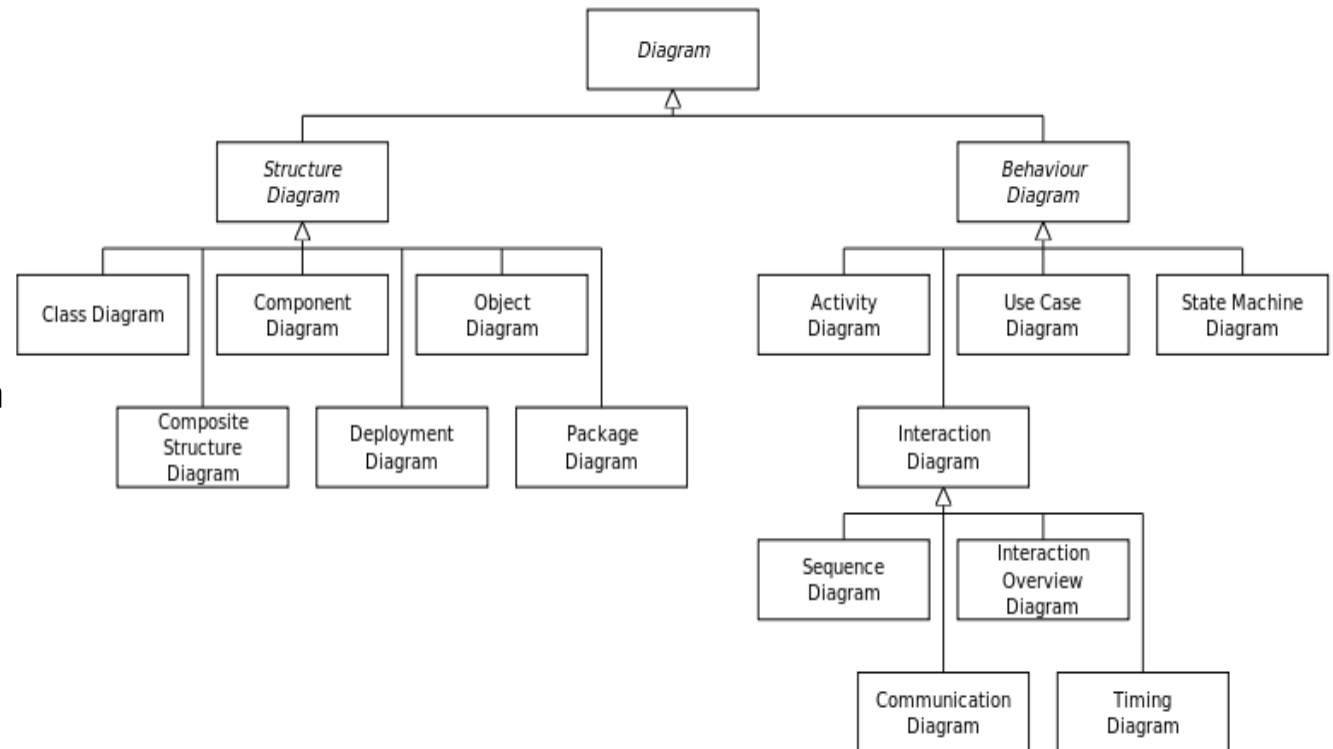 Diagram
Structure
Diagram
Behaviour
Diagram
Class Diagram
Component
Diagram
Object
Diagram
Activity
Diagram
Use Case
Diagram
State Machine
Diagram
Composite
Structure
Diagram
Deployment
Diagram
Package
Diagram
Interaction
Diagram
Sequence
Diagram
Interaction
Overview
Diagram
Communication
Diagram
Timing
Diagram